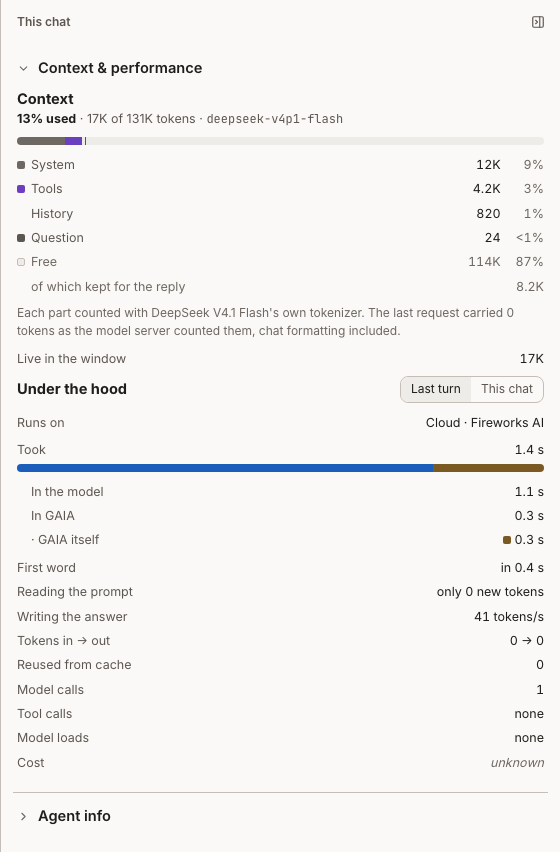 This chat
Context & performance
Context
13% used · 17K of 131K tokens · deepseek-v4p1-flash
System 12K 9%
Tools 4.2K 3%
History 820 1%
Question 24 <1%
Free 114K 87%
of which kept for the reply 8.2K
Each part counted with DeepSeek V4.1 Flash's own tokenizer. The last request carried 0
tokens as the model server counted them, chat formatting included.
Live in the window 17K
Under the hood Last turn This chat
Runs on Cloud · Fireworks AI
Took 1.4 s
In the model 1.1 s
In GAIA 0.3 s
· GAIA itself 0.3 s
First word in 0.4 s
Reading the prompt only 0 new tokens
Writing the answer 41 tokens/s
Tokens in → out 0 → 0
Reused from cache 0
Model calls 1
Tool calls none
Model loads none
Cost unknown
Agent info